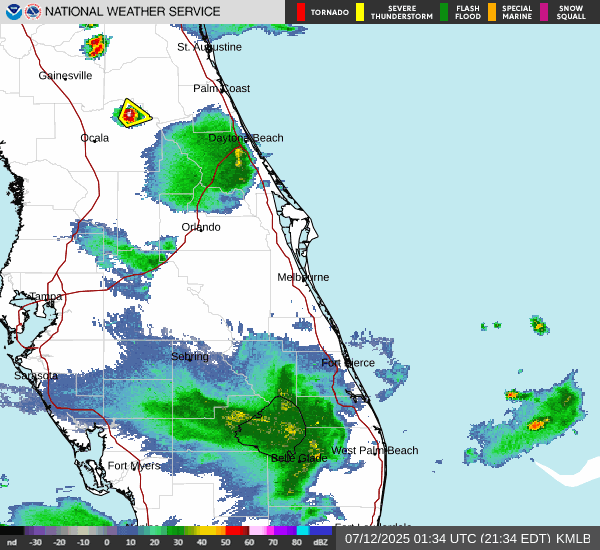 NATIONAL WEATHER SERVICE
TORNADO
SEVERE THUNDERSTORM
FLASH FLOOD
SPECIAL MARINE
SNOW SQUALL
St. Augustine
Gainesville
Palm Coast
Ocala
Daytona Beach
Orlando
Melbourne
Tampa
Sebring
Fort Pierce
Sarasota
West Palm Beach
Belle Glade
Fort Myers
nd -30 -20 -10 0 10 20 30 40 50 60 70 80 dBZ
07/12/2025 01:34 UTC (21:34 EDT) KMLB